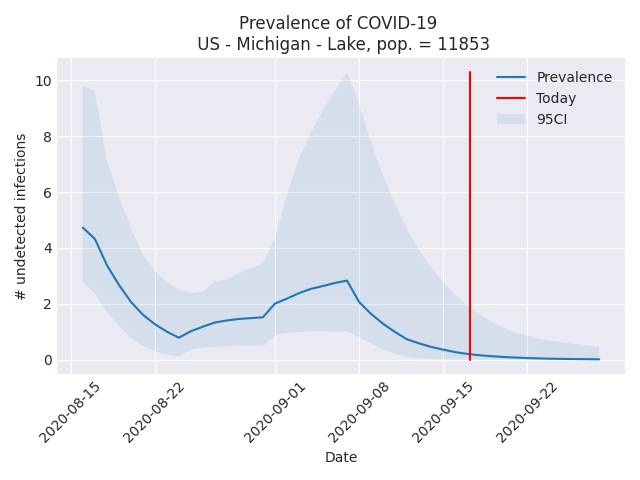 Prevalence of COVID-19
US - Michigan - Lake, pop. = 11853
Prevalence
Today
95CI
# undetected infections
10
8
6
4
2
0
2020-08-15
2020-08-22
2020-09-01
2020-09-08
2020-09-15
2020-09-22
Date